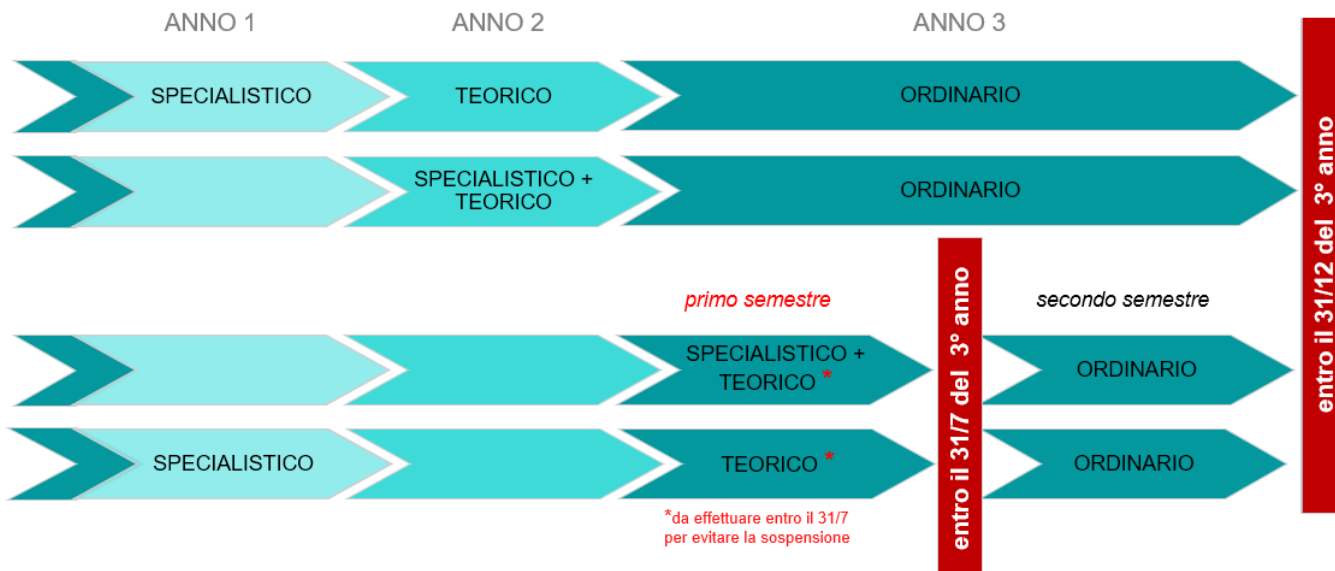 ANNO 1
ANNO 2
ANNO 3
SPECIALISTICO
TEORICO
ORDINARIO
SPECIALISTICO +
TEORICO
ORDINARIO
primo semestre
secondo semestre
SPECIALISTICO +
TEORICO *
ORDINARIO
SPECIALISTICO
TEORICO *
ORDINARIO
*da effettuare entro il 31/7
per evitare la sospensione
entro il 31/7 del 3° anno
entro il 31/12 del 3° anno